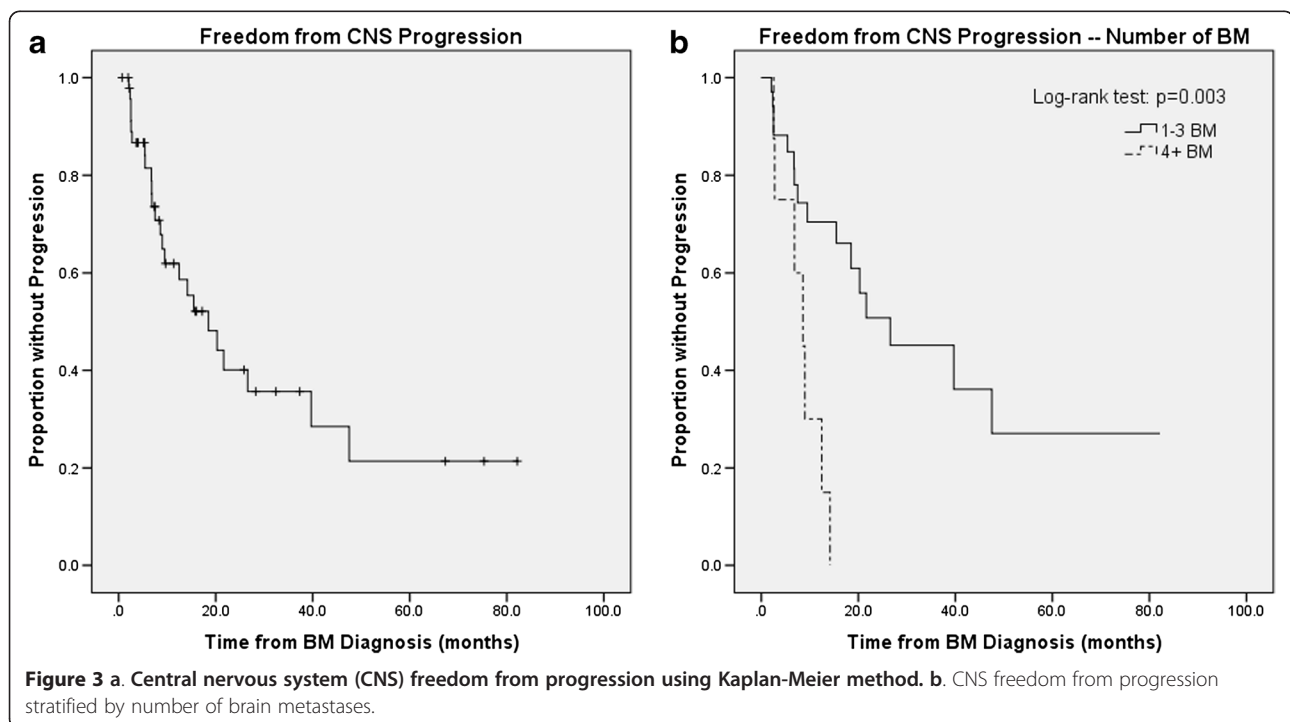 a
Freedom from CNS Progression
1.0
0.8
0.6
0.4
0.2
0.0
Proportion without Progression
.0 20.0 40.0 60.0 80.0 100.0
Time from BM Diagnosis (months)
b
Freedom from CNS Progression -- Number of BM
Log-rank test: p=0.003
1-3 BM
4+ BM
1.0
0.8
0.6
0.4
0.2
0.0
Proportion without Progression
.0 20.0 40.0 60.0 80.0 100.0
Time from BM Diagnosis (months)
Figure 3 a. Central nervous system (CNS) freedom from progression using Kaplan-Meier method. b. CNS freedom from progression
stratified by number of brain metastases.